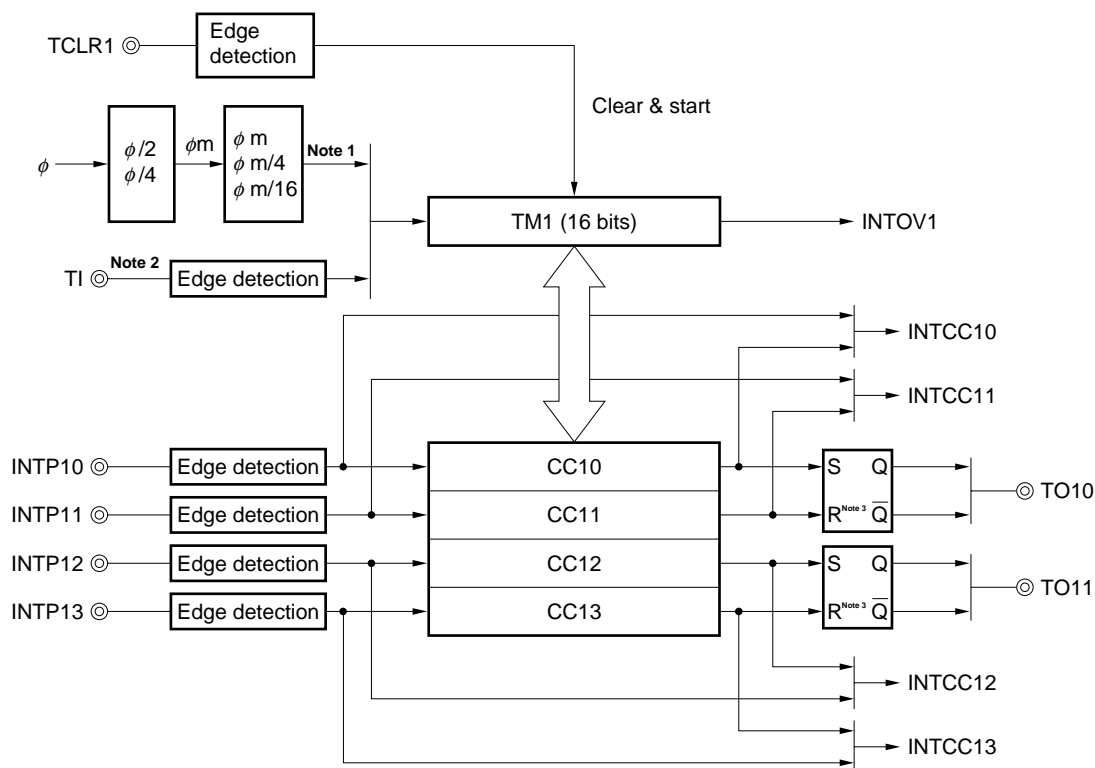 TCLR1
Edge
detection
Clear & start
ϕ
ϕ/2
ϕ/4
ϕm
ϕ m
ϕ m/4
ϕ m/16
Note 1
TM1 (16 bits)
INTOV1
TI
Note 2
Edge detection
INTCC10
INTCC11
INTP10
Edge detection
CC10
S Q
TO10
INTP11
Edge detection
CC11
R Note 3 Q̅
INTP12
Edge detection
CC12
S Q
TO11
INTP13
Edge detection
CC13
R Note 3 Q̅
INTCC12
INTCC13